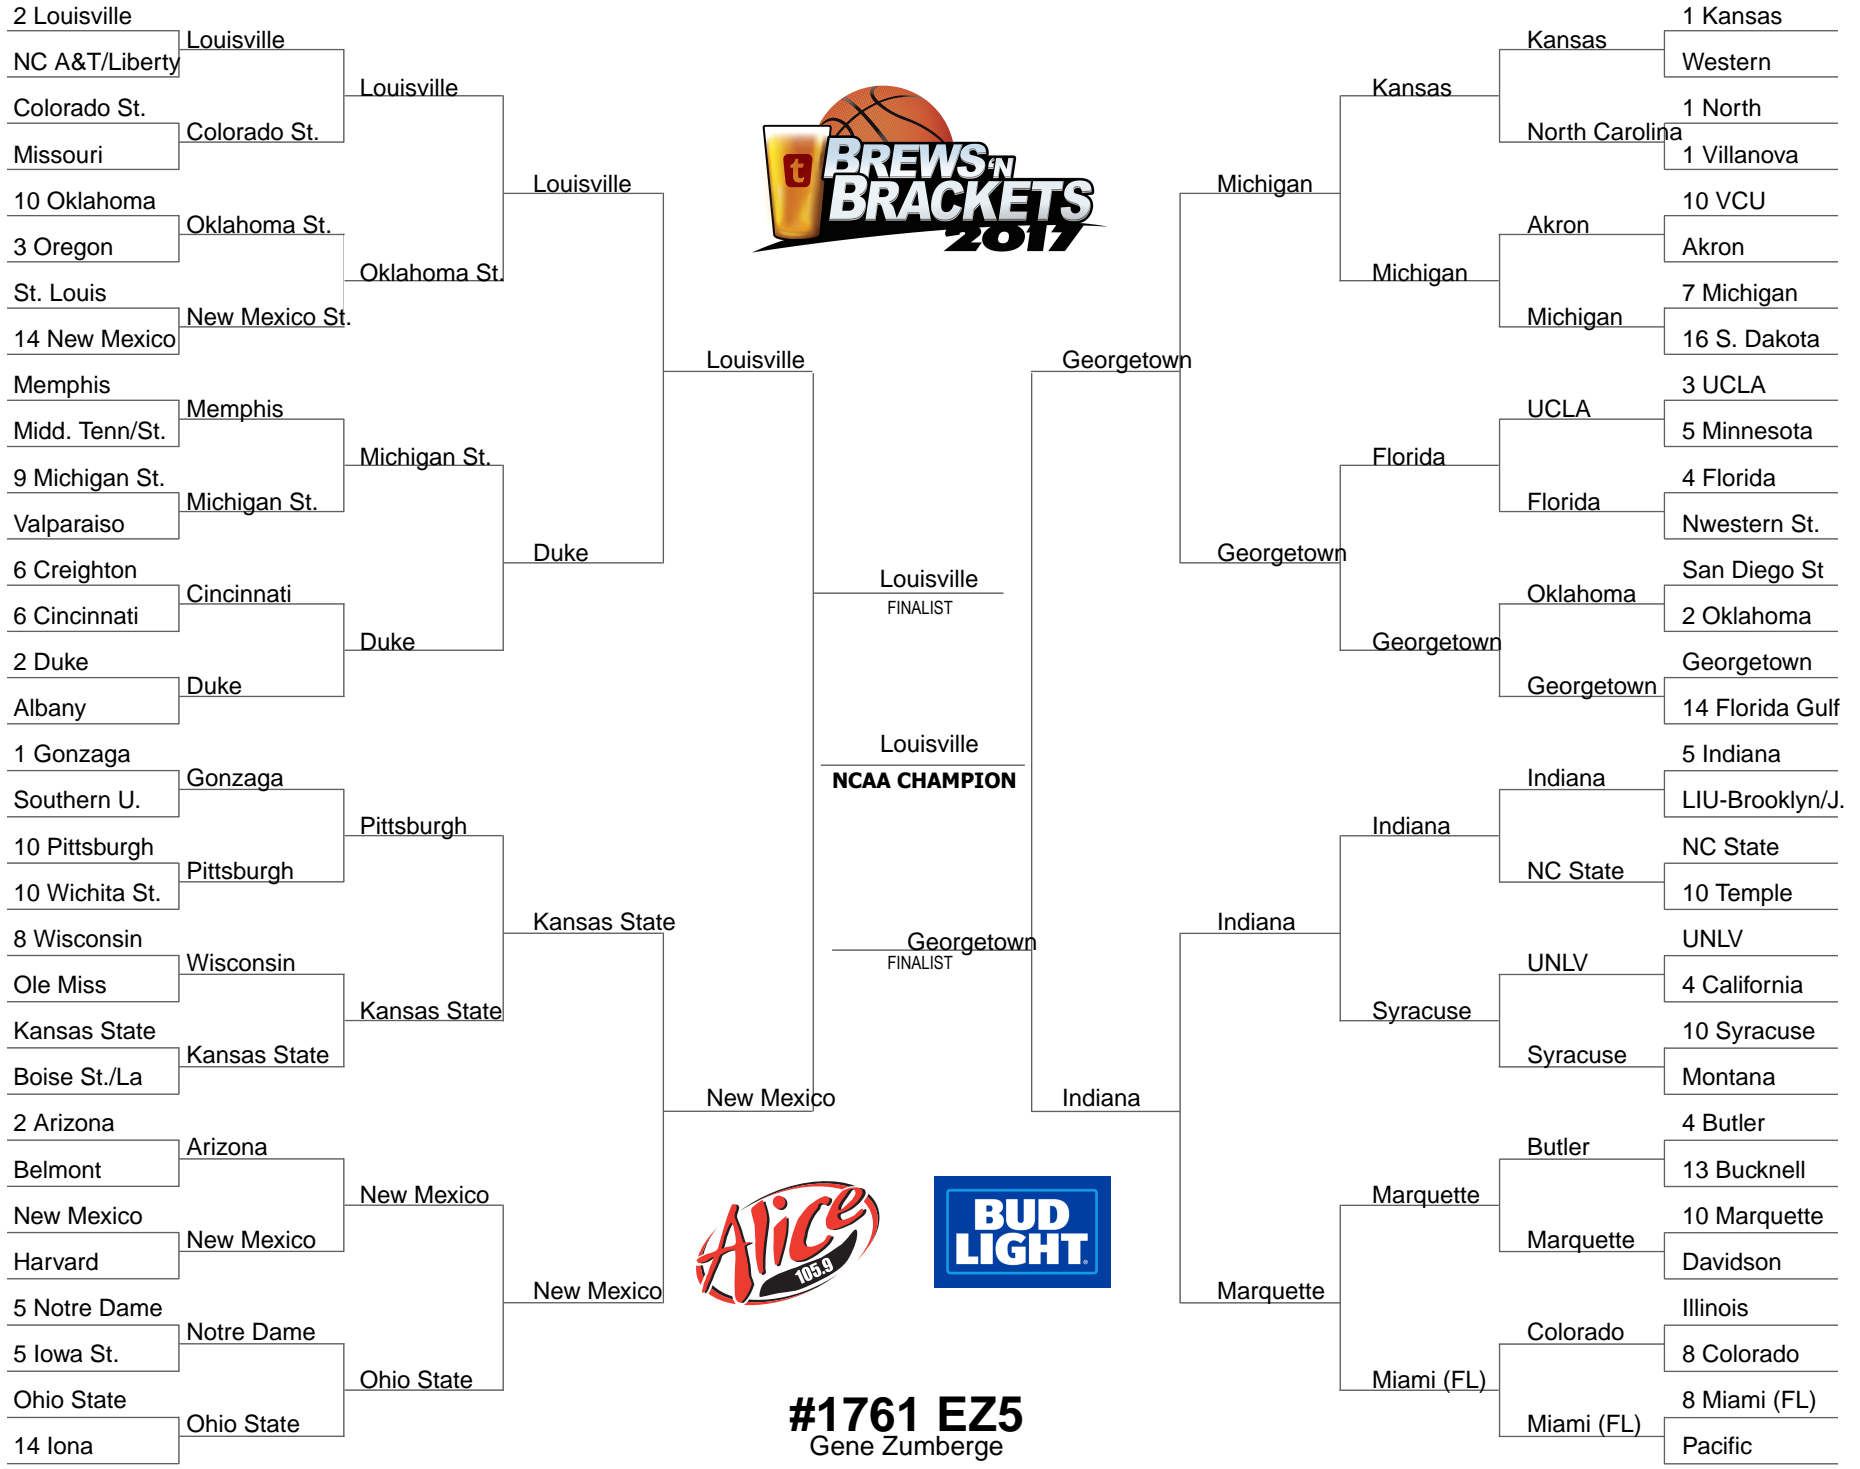 2 Louisville
NC A&T/Liberty
Colorado St.
Missouri
10 Oklahoma
3 Oregon
St. Louis
14 New Mexico
Memphis
Midd. Tenn/St.
9 Michigan St.
Valparaiso
6 Creighton
6 Cincinnati
2 Duke
Albany
1 Gonzaga
Southern U.
10 Pittsburgh
10 Wichita St.
8 Wisconsin
Ole Miss
Kansas State
Boise St./La
2 Arizona
Belmont
New Mexico
Harvard
5 Notre Dame
5 Iowa St.
Ohio State
14 Iona
Louisville
Colorado St.
Oklahoma St.
New Mexico St.
Memphis
Michigan St.
Cincinnati
Duke
Gonzaga
Pittsburgh
Wisconsin
Kansas State
Arizona
New Mexico
Notre Dame
Ohio State
Louisville
Oklahoma St.
Michigan St.
Duke
Pittsburgh
Kansas State
New Mexico
Ohio State
Louisville
Duke
Kansas State
New Mexico
Louisville
New Mexico
t
BREWS 'N
BRACKETS
2017
Louisville
FINALIST
Louisville
NCAA CHAMPION
Georgetown
FINALIST
Alice
105.9
BUD
LIGHT
#1761 EZ5
Gene Zumberge
Georgetown
Indiana
Michigan
Georgetown
Indiana
Marquette
Kansas
Michigan
Florida
Georgetown
Indiana
Syracuse
Marquette
Miami (FL)
Kansas
North Carolina
Akron
Michigan
UCLA
Florida
Oklahoma
Georgetown
Indiana
NC State
UNLV
Syracuse
Butler
Marquette
Colorado
Miami (FL)
1 Kansas
Western
1 North
1 Villanova
10 VCU
Akron
7 Michigan
16 S. Dakota
3 UCLA
5 Minnesota
4 Florida
Nwestern St.
San Diego St
2 Oklahoma
Georgetown
14 Florida Gulf
5 Indiana
LIU-Brooklyn/J.
NC State
10 Temple
UNLV
4 California
10 Syracuse
Montana
4 Butler
13 Bucknell
10 Marquette
Davidson
Illinois
8 Colorado
8 Miami (FL)
Pacific